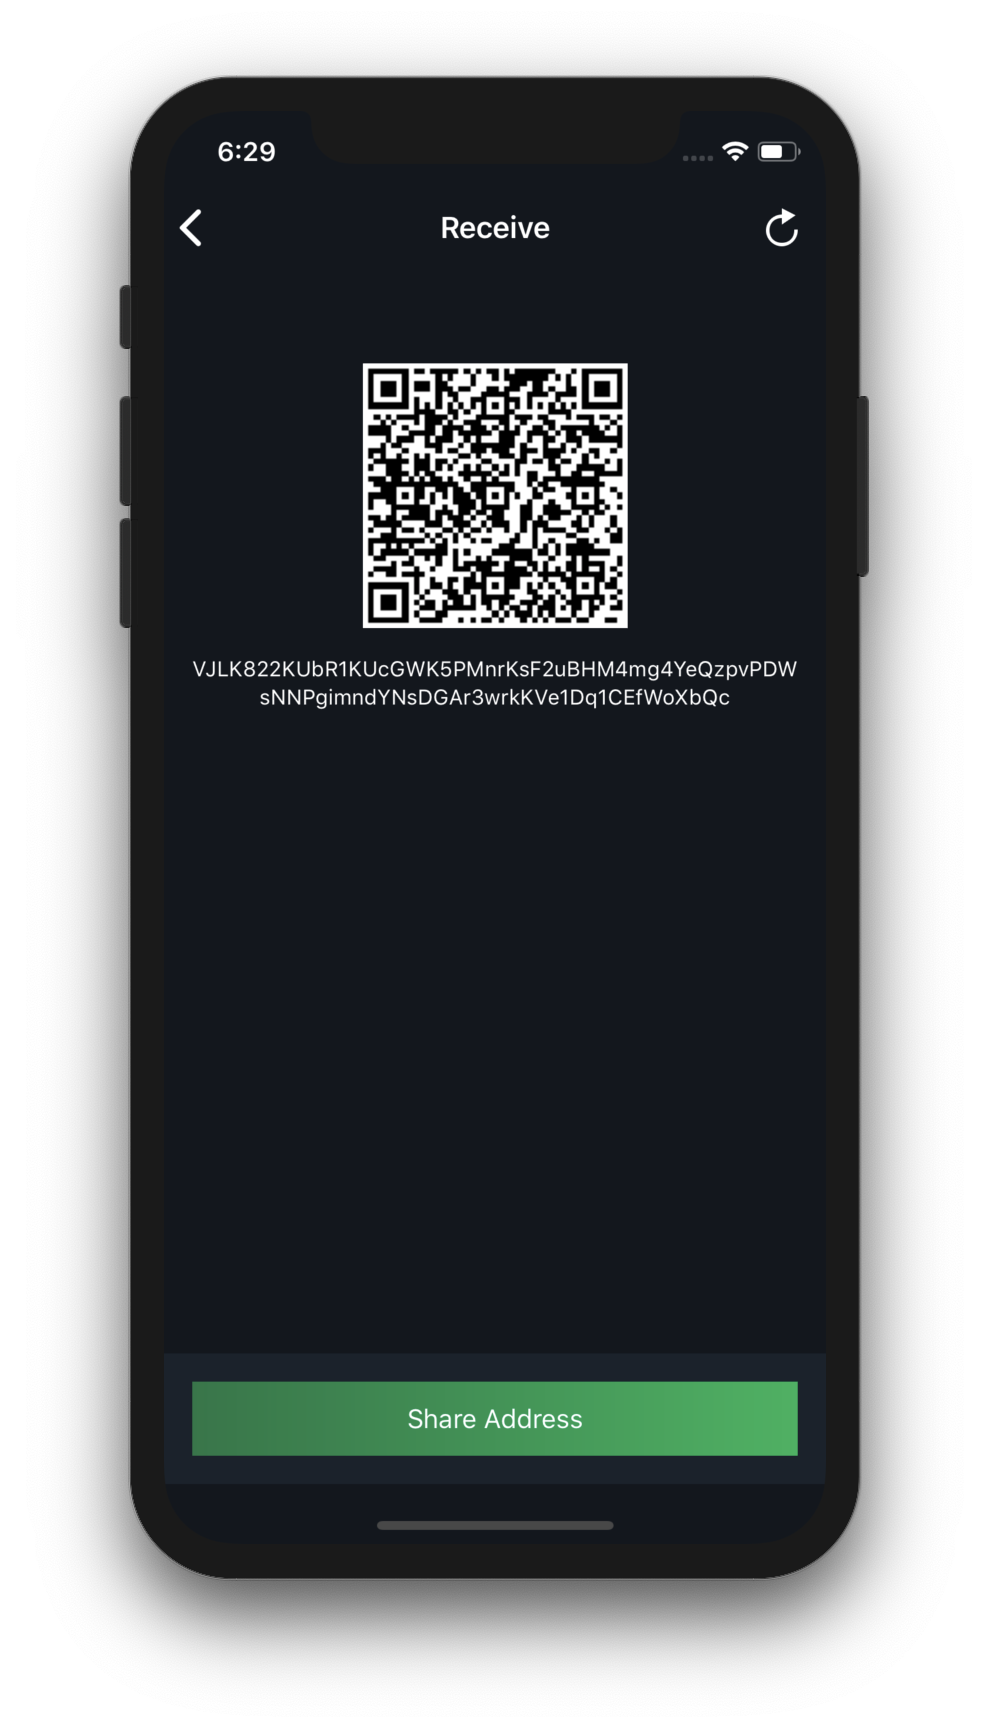 6:29
Receive
VJLK822KUbR1KUcGWK5PMnrKsF2uBHM4mg4YeQzpvPDW
sNNPgimndYNsDGAr3wrkKVe1Dq1CEfWoXbQc
Share Address